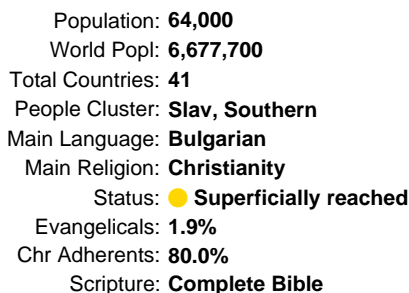 Population: 64,000
World Popl: 6,677,700
Total Countries: 41
People Cluster: Slav, Southern
Main Language: Bulgarian
Main Religion: Christianity
Status: Superficially reached
Evangelicals: 1.9%
Chr Adherents: 80.0%
Scripture: Complete Bible